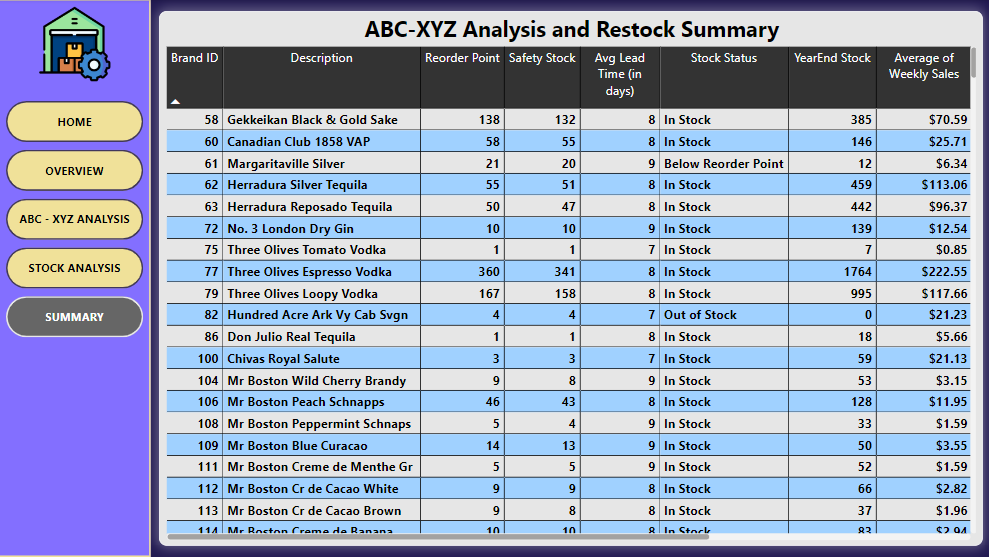 ABC-XYZ Analysis and Restock Summary
HOME
OVERVIEW
ABC - XYZ ANALYSIS
STOCK ANALYSIS
SUMMARY
Brand ID Description Reorder Point Safety Stock Avg Lead Time (in days) Stock Status YearEnd Stock Average of Weekly Sales
58 Gekkeikan Black & Gold Sake 138 132 8 In Stock 385 $70.59
60 Canadian Club 1858 VAP 58 55 8 In Stock 146 $25.71
61 Margaritaville Silver 21 20 9 Below Reorder Point 12 $6.34
62 Herradura Silver Tequila 55 51 8 In Stock 459 $113.06
63 Herradura Reposado Tequila 50 47 8 In Stock 442 $96.37
72 No. 3 London Dry Gin 10 10 9 In Stock 139 $12.54
75 Three Olives Tomato Vodka 1 1 7 In Stock 7 $0.85
77 Three Olives Espresso Vodka 360 341 8 In Stock 1764 $222.55
79 Three Olives Loopy Vodka 167 158 8 In Stock 995 $117.66
82 Hundred Acre Ark Vy Cab Svgn 4 4 7 Out of Stock 0 $21.23
86 Don Julio Real Tequila 1 1 8 In Stock 18 $5.66
100 Chivas Royal Salute 3 3 7 In Stock 59 $21.13
104 Mr Boston Wild Cherry Brandy 9 8 9 In Stock 53 $3.15
106 Mr Boston Peach Schnapps 46 43 8 In Stock 128 $11.95
108 Mr Boston Peppermint Schnaps 5 4 9 In Stock 33 $1.59
109 Mr Boston Blue Curacao 14 13 9 In Stock 50 $3.55
111 Mr Boston Creme de Menthe Gr 5 5 9 In Stock 52 $1.59
112 Mr Boston Cr de Cacao White 9 9 8 In Stock 66 $2.82
113 Mr Boston Cr de Cacao Brown 9 8 9 In Stock 37 $1.96
114 Mr Boston Creme de Banana 10 10 8 In Stock 83 $2.94